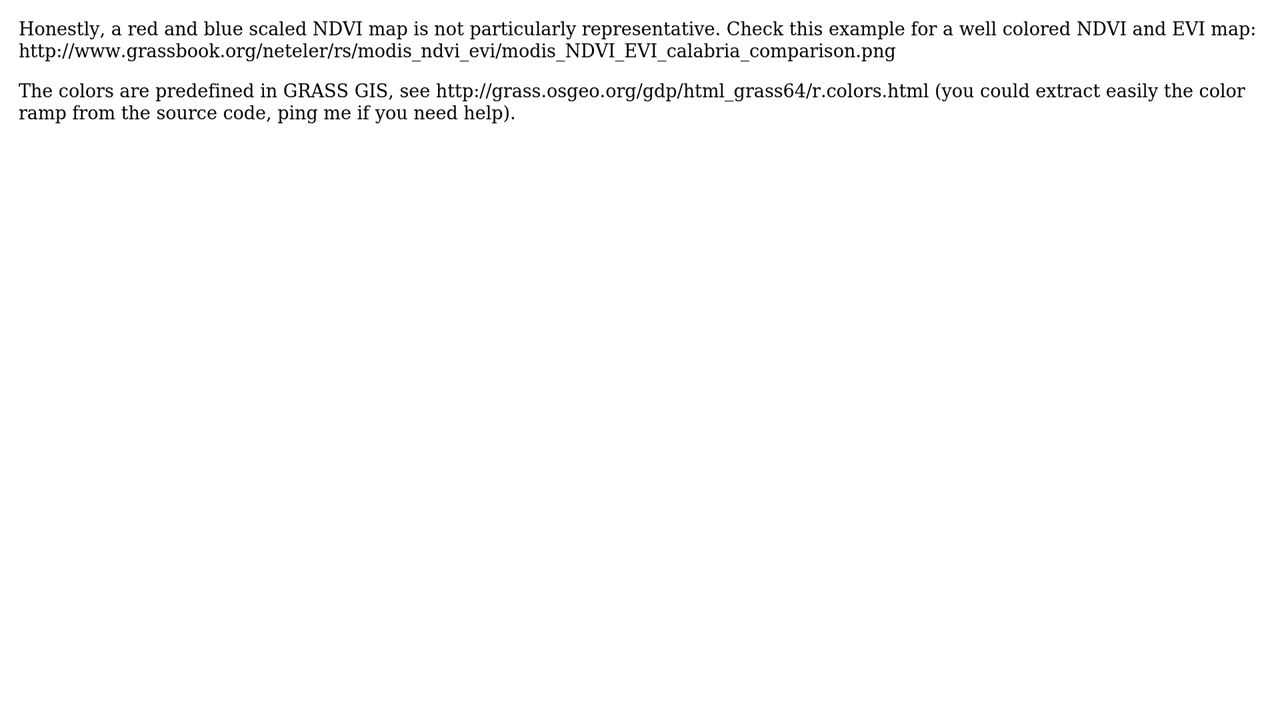 Honestly, a red and blue scaled NDVI map is not particularly representative. Check this example for a well colored NDVI and EVI map:
http://www.grassbook.org/neteler/rs/modis_ndvi_evi/modis_NDVI_EVI_calabria_comparison.png
The colors are predefined in GRASS GIS, see http://grass.osgeo.org/gdp/html_grass64/r.colors.html (you could extract easily the color
ramp from the source code, ping me if you need help).